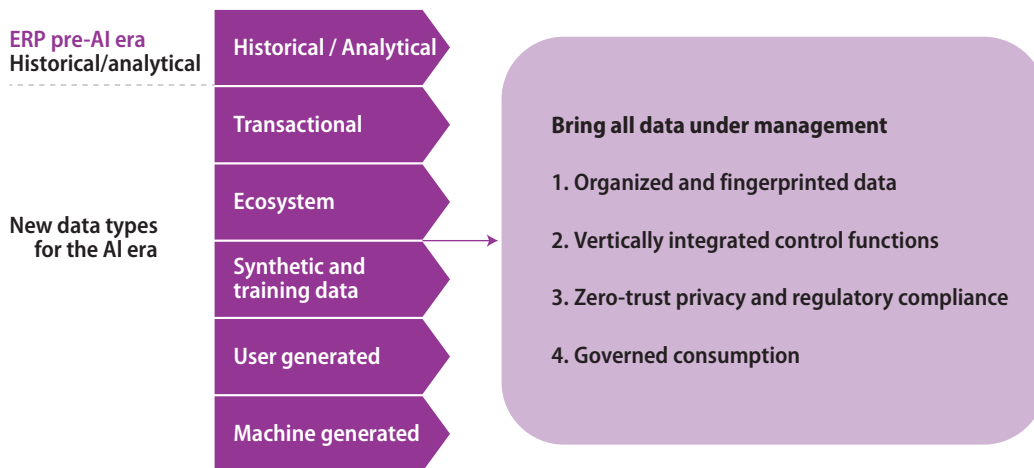 ERP pre-AI era
Historical/analytical
New data types
for the AI era
Historical / Analytical
Transactional
Ecosystem
Synthetic and
training data
User generated
Machine generated
Bring all data under management
1. Organized and fingerprinted data
2. Vertically integrated control functions
3. Zero-trust privacy and regulatory compliance
4. Governed consumption